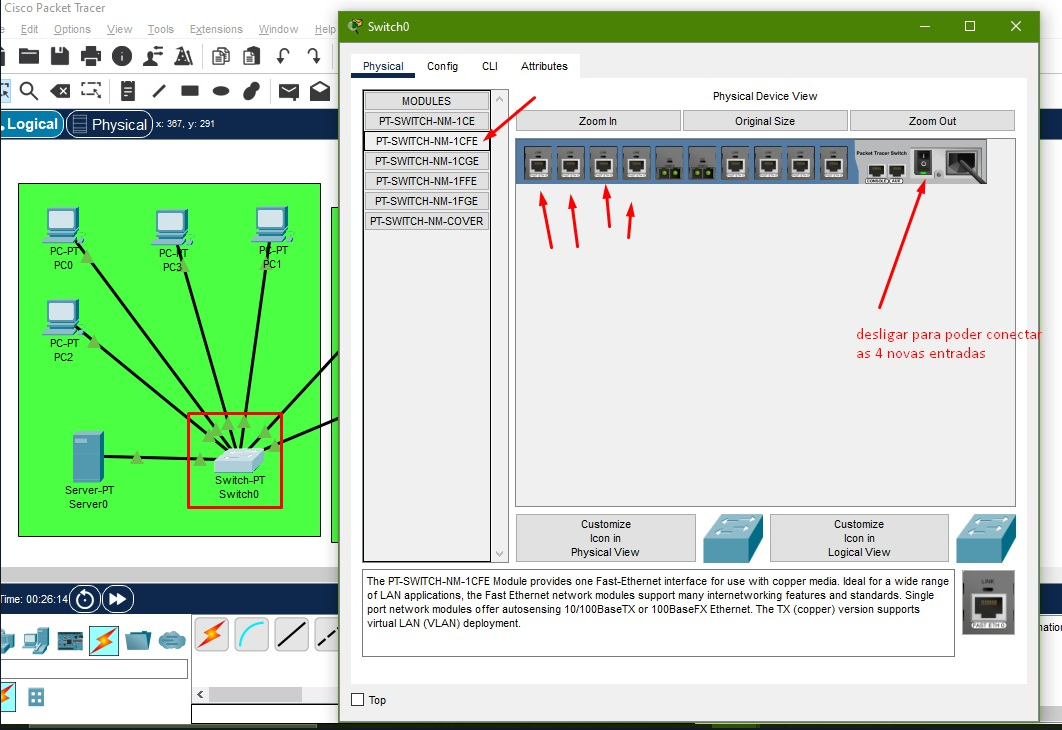 Cisco Packet Tracer
Edit Options View Tools Extensions Window Help
Logical Physical x: 367, y: 291
PC-PT
PC0
PC-PT
PC3
PC-PT
PC1
PC-PT
PC2
Server-PT
Server0
Switch-PT
Switch0
Time: 00:26:14
Switch0
Physical Config CLI Attributes
MODULES
PT-SWITCH-NM-1CE
PT-SWITCH-NM-1CFE
PT-SWITCH-NM-1CGE
PT-SWITCH-NM-1FFE
PT-SWITCH-NM-1FGE
PT-SWITCH-NM-COVER
Physical Device View
Zoom In Original Size Zoom Out
Packet Tracer Switch
CONSOLE AUX
desligar para poder conectar
as 4 novas entradas
Customize
Icon in
Physical View
Customize
Icon in
Logical View
The PT-SWITCH-NM-1CFE Module provides one Fast-Ethernet interface for use with copper media. Ideal for a wide range
of LAN applications, the Fast Ethernet network modules support many internetworking features and standards. Single
port network modules offer autosensing 10/100BaseTX or 100BaseFX Ethernet. The TX (copper) version supports
virtual LAN (VLAN) deployment.
LINK
FAST ETH 0
Top